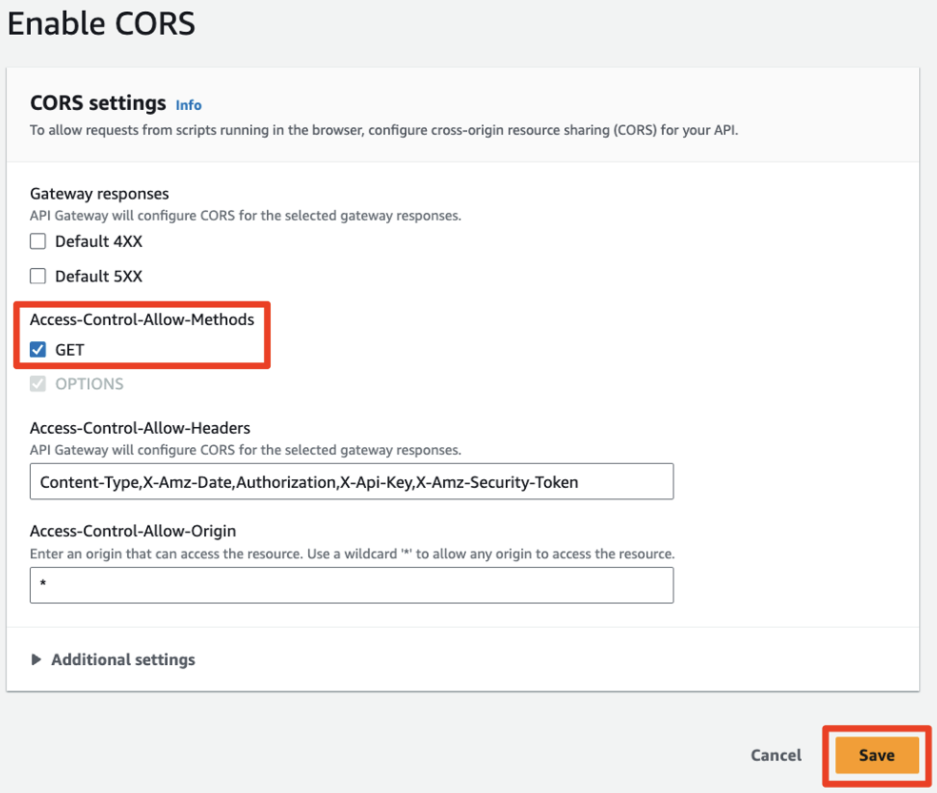 Enable CORS
CORS settings Info
To allow requests from scripts running in the browser, configure cross-origin resource sharing (CORS) for your API.
Gateway responses
API Gateway will configure CORS for the selected gateway responses.
Default 4XX
Default 5XX
Access-Control-Allow-Methods
GET
OPTIONS
Access-Control-Allow-Headers
API Gateway will configure CORS for the selected gateway responses.
Content-Type,X-Amz-Date,Authorization,X-Api-Key,X-Amz-Security-Token
Access-Control-Allow-Origin
Enter an origin that can access the resource. Use a wildcard '*' to allow any origin to access the resource.
*
Additional settings
Cancel Save